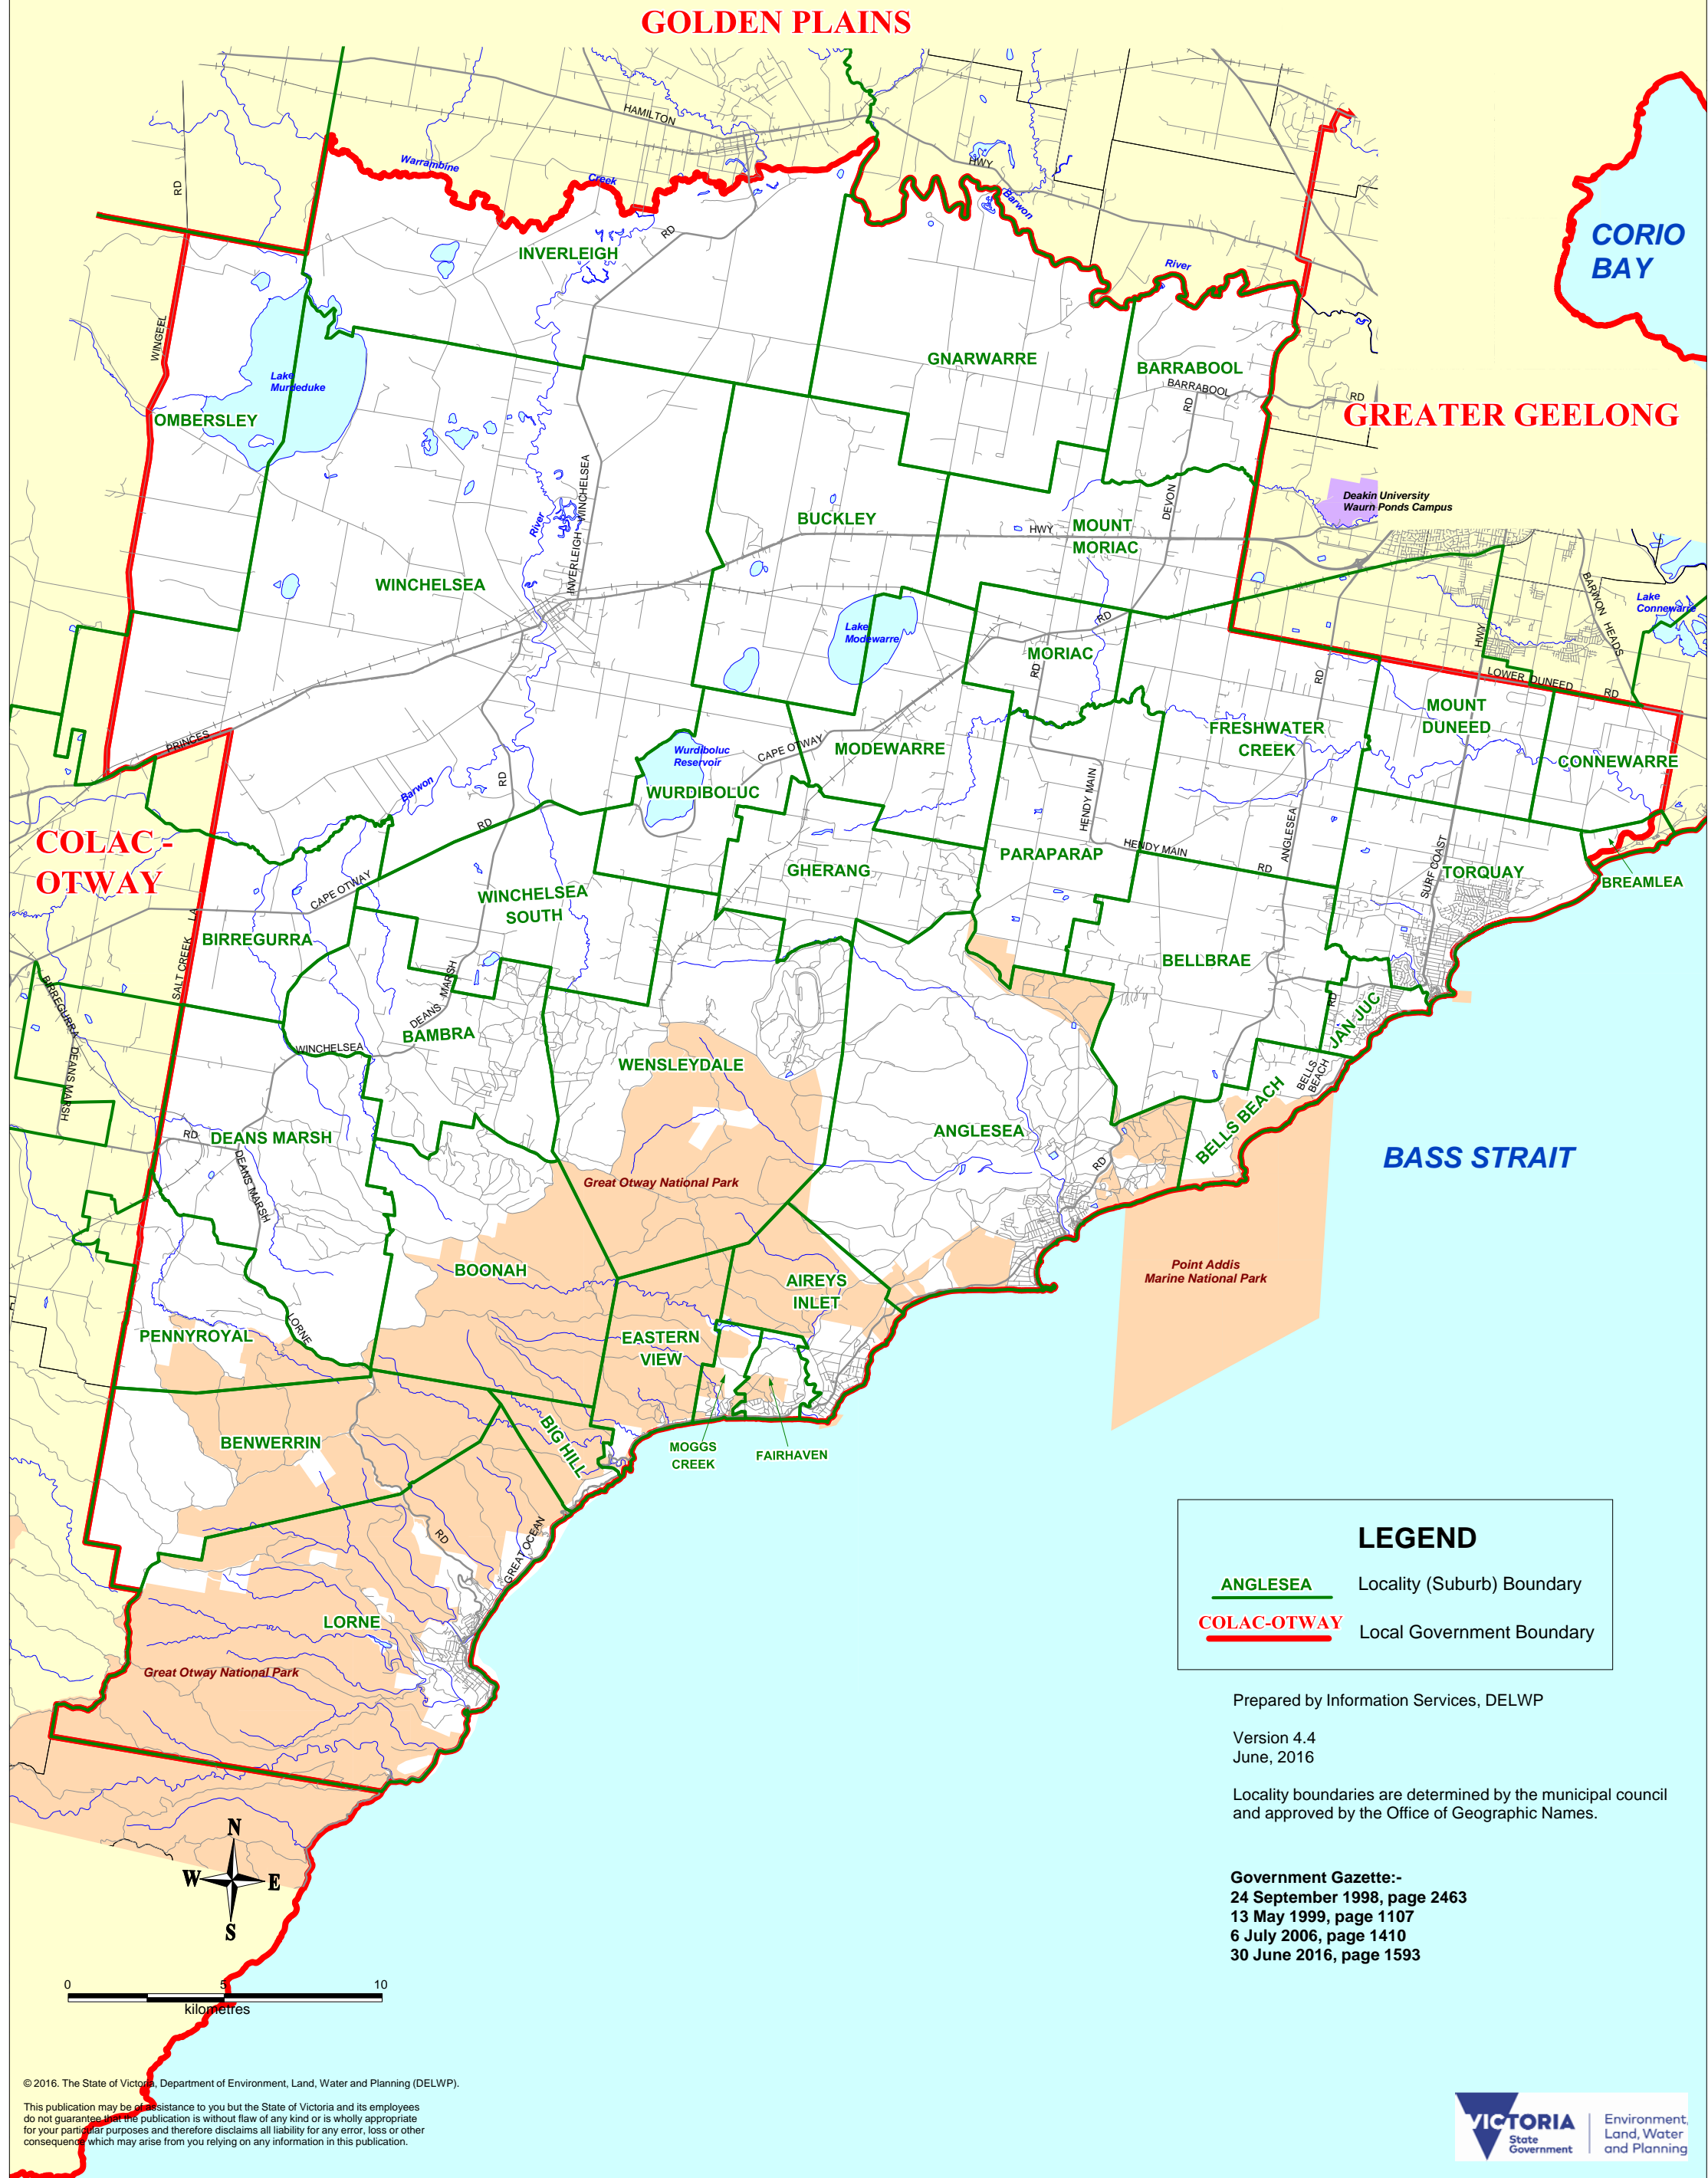 GOLDEN PLAINS
HAMILTON
HWY
RD
Warrambine
Creek
Barwon
River
INVERLEIGH
RD
CORIO
BAY
WINGEEL
Lake
Murdeduke
OMBERSLEY
GNARWARRE
BARRABOOL
BARRABOOL
RD
RD
GREATER GEELONG
Deakin University
Waurn Ponds Campus
River
INVERLEIGH WINCHELSEA
BUCKLEY
HWY
MOUNT
MORIAC
DEVON
WINCHELSEA
Lake
Modewarre
RD
MORIAC
RD
RD
HWY
BARWON HEADS
Lake
Connewarre
LOWER DUNEED
RD
MOUNT
DUNEED
FRESHWATER
CREEK
CONNEWARRE
PRINCES
Barwon
RD
Wurdiboluc
Reservoir
CAPE OTWAY
MODEWARRE
WURDIBOLUC
COLAC -
OTWAY
RD
HENDY MAIN
HENDY MAIN
RD
ANGLESEA
PARAPARAP
GHERANG
SURF COAST
TORQUAY
BREAMLEA
CAPE OTWAY
WINCHELSEA
SOUTH
BIRREGURRA
SALT CREEK LA
BELLBRAE
RD
JAN JUC
BIRREGURRA DEANS MARSH
DEANS MARSH
BAMBRA
WINCHELSEA
WENSLEYDALE
BELLS
BEACH
BELLS BEACH
RD
DEANS MARSH
DEANS MARSH
ANGLESEA
RD
BASS STRAIT
Great Otway National Park
Point Addis
Marine National Park
BOONAH
AIREYS
INLET
LORNE
PENNYROYAL
EASTERN
VIEW
BENWERRIN
BIG HILL
MOGGS
CREEK
FAIRHAVEN
RD
GREAT OCEAN
LORNE
Great Otway National Park
LEGEND
ANGLESEA
Locality (Suburb) Boundary
COLAC-OTWAY
Local Government Boundary
Prepared by Information Services, DELWP
Version 4.4
June, 2016
Locality boundaries are determined by the municipal council
and approved by the Office of Geographic Names.
Government Gazette:-
24 September 1998, page 2463
13 May 1999, page 1107
6 July 2006, page 1410
30 June 2016, page 1593
N
W
E
S
0
5
10
kilometres
© 2016. The State of Victoria, Department of Environment, Land, Water and Planning (DELWP).
This publication may be of assistance to you but the State of Victoria and its employees
do not guarantee that the publication is without flaw of any kind or is wholly appropriate
for your particular purposes and therefore disclaims all liability for any error, loss or other
consequence which may arise from you relying on any information in this publication.
VICTORIA
State
Government
Environment,
Land, Water
and Planning